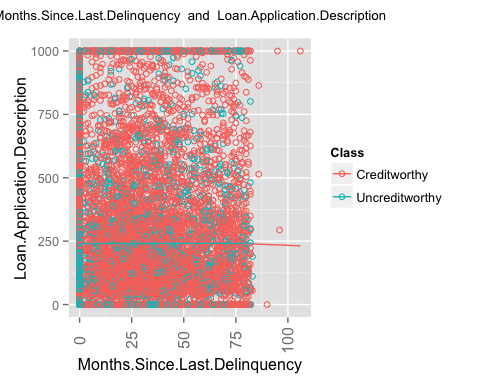 Months.Since.Last.Delinquency and Loan.Application.Description
1000
750
500
250
0
Loan.Application.Description
0
25
50
75
100
Months.Since.Last.Delinquency
Class
Creditworthy
Uncreditworthy